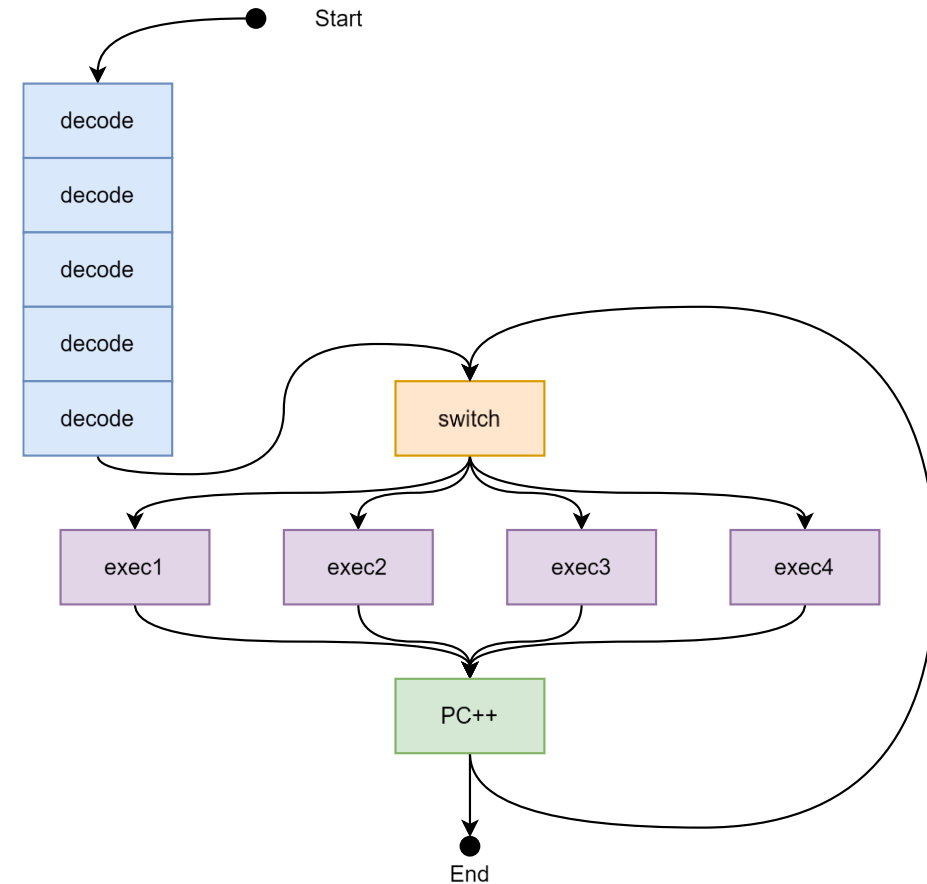 Start
decode
decode
decode
decode
decode
switch
exec1
exec2
exec3
exec4
PC++
End